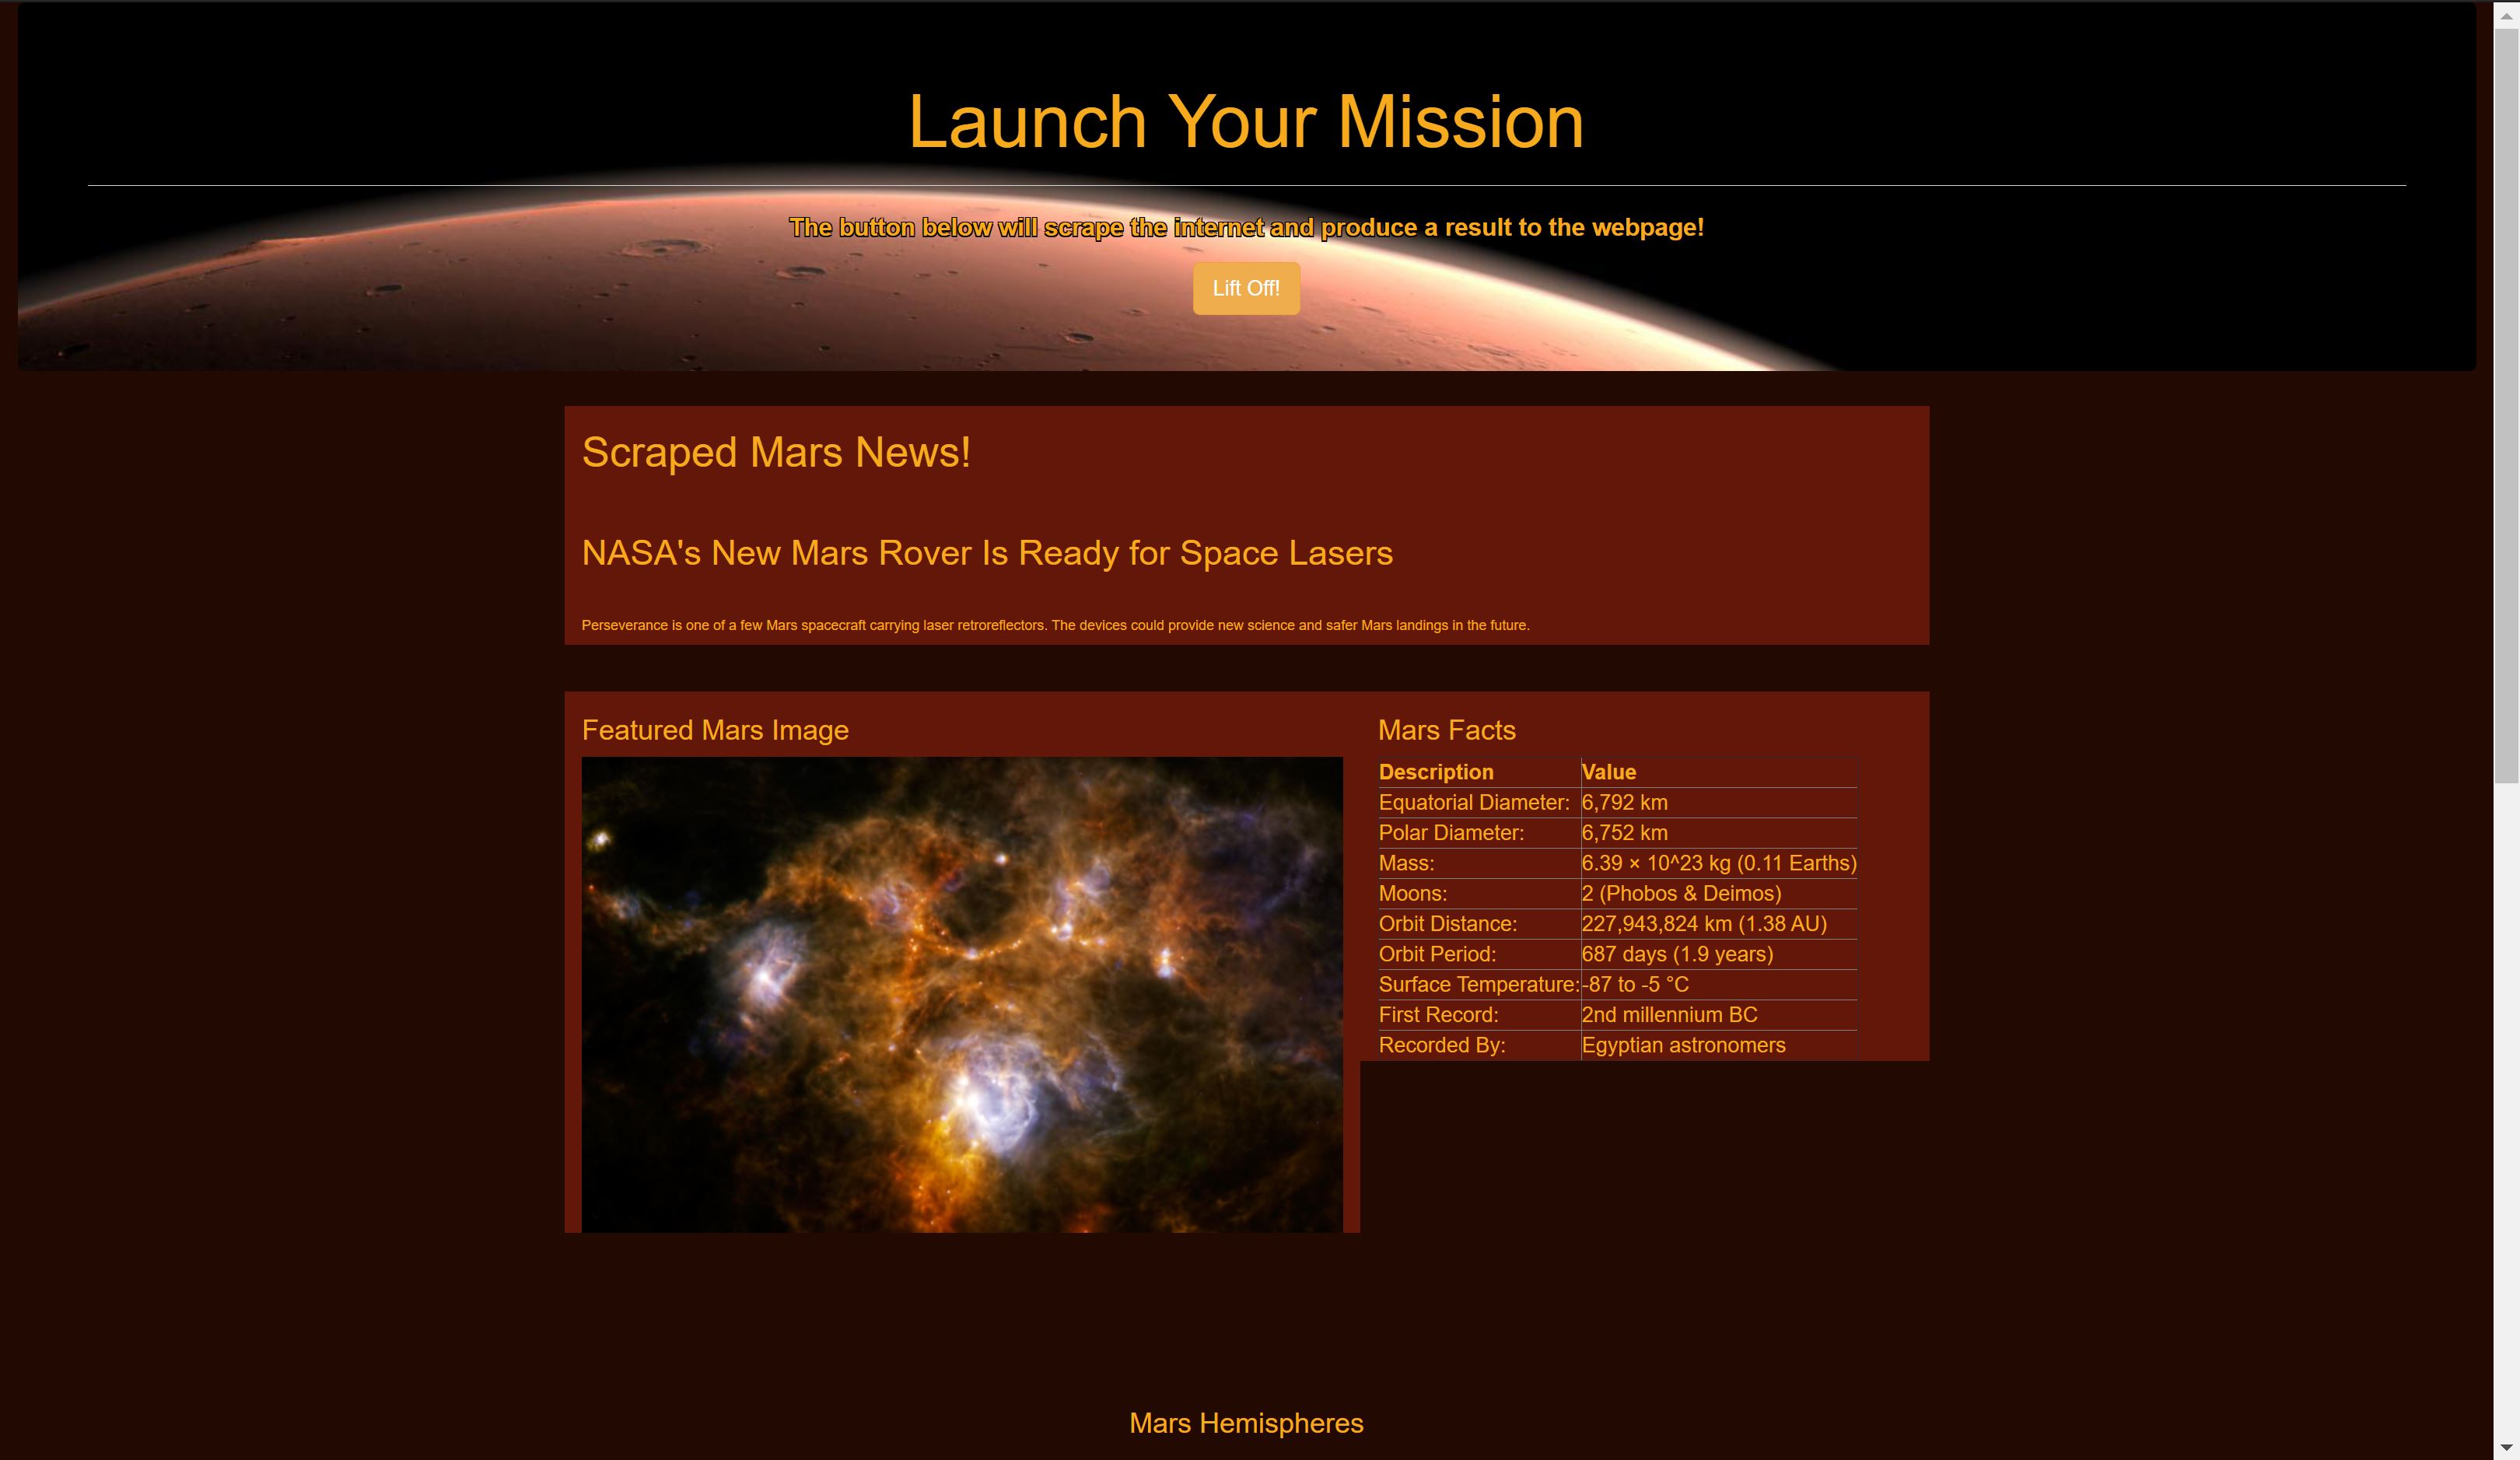 Launch Your Mission
The button below will scrape the internet and produce a result to the webpage!
Lift Off!
Scraped Mars News!
NASA's New Mars Rover Is Ready for Space Lasers
Perseverance is one of a few Mars spacecraft carrying laser retroreflectors. The devices could provide new science and safer Mars landings in the future.
Featured Mars Image
Mars Facts
Description Value
Equatorial Diameter: 6,792 km
Polar Diameter: 6,752 km
Mass: 6.39 × 10^23 kg (0.11 Earths)
Moons: 2 (Phobos & Deimos)
Orbit Distance: 227,943,824 km (1.38 AU)
Orbit Period: 687 days (1.9 years)
Surface Temperature: -87 to -5 °C
First Record: 2nd millennium BC
Recorded By: Egyptian astronomers
Mars Hemispheres